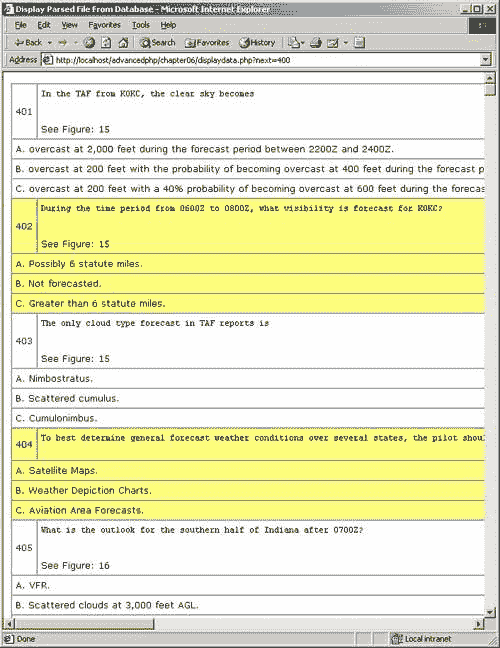 Display Parsed File From Database - Microsoft Internet Explorer
File Edit View Favorites Tools Help
Back Search Favorites History
Address http://localhost/advancedphp/chapter06/displaydata.php?next=400
401 In the TAF from KOKC, the clear sky becomes
See Figure: 15
A. overcast at 2,000 feet during the forecast period between 2200Z and 2400Z.
B. overcast at 200 feet with the probability of becoming overcast at 400 feet during the forecast p
C. overcast at 200 feet with a 40% probability of becoming overcast at 600 feet during the forecas
402 During the time period from 0600Z to 0800Z, what visibility is forecast for KOKC?
See Figure: 15
A. Possibly 6 statute miles.
B. Not forecasted.
C. Greater than 6 statute miles.
403 The only cloud type forecast in TAF reports is
See Figure: 15
A. Nimbostratus.
B. Scattered cumulus.
C. Cumulonimbus.
404 To best determine general forecast weather conditions over several states, the pilot shoul
A. Satellite Maps.
B. Weather Depiction Charts.
C. Aviation Area Forecasts.
405 What is the outlook for the southern half of Indiana after 0700Z?
See Figure: 16
A. VFR.
B. Scattered clouds at 3,000 feet AGL.
Done Local intranet